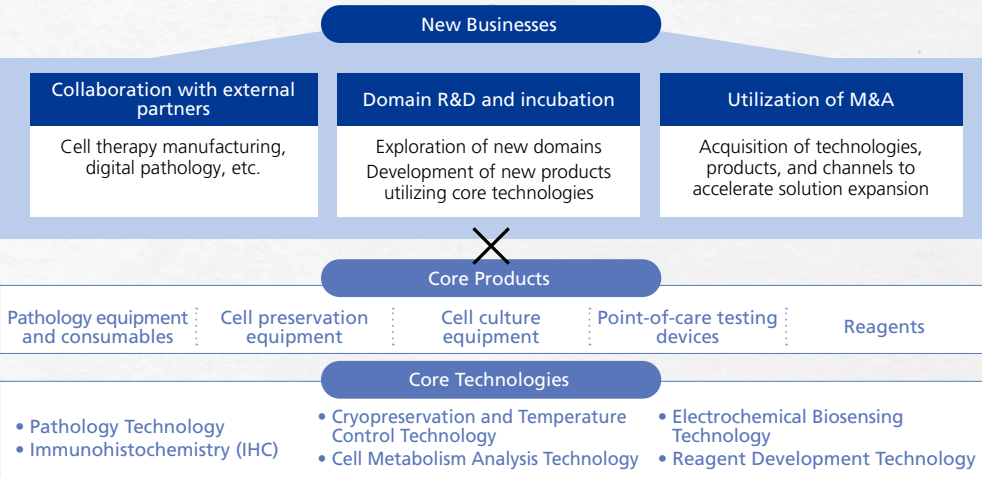 New Businesses
Collaboration with external
partners
Cell therapy manufacturing,
digital pathology, etc.
Domain R&D and incubation
Exploration of new domains
Development of new products
utilizing core technologies
Utilization of M&A
Acquisition of technologies,
products, and channels to
accelerate solution expansion
Core Products
Pathology equipment
and consumables
Cell preservation
equipment
Cell culture
equipment
Point-of-care testing
devices
Reagents
Core Technologies
• Pathology Technology
• Immunohistochemistry (IHC)
• Cryopreservation and Temperature
Control Technology
• Cell Metabolism Analysis Technology
• Electrochemical Biosensing
Technology
• Reagent Development Technology